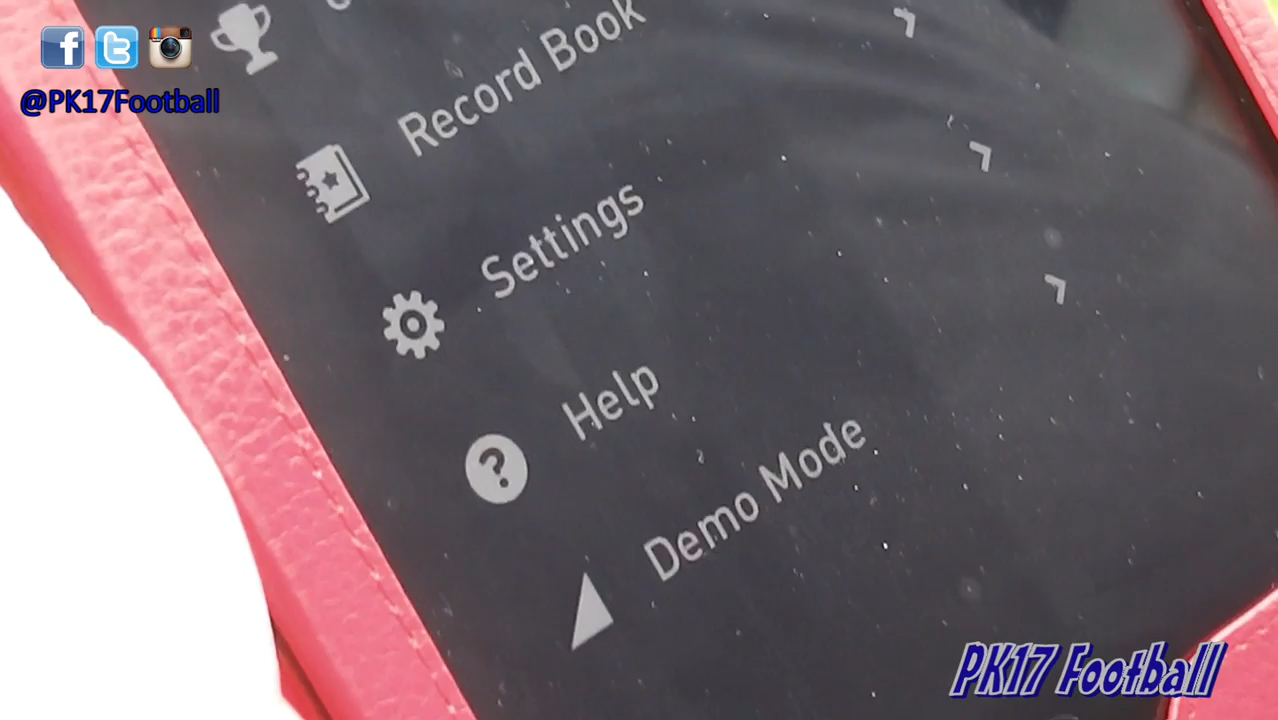 @PK17Football
Record Book
Settings
Help
Demo Mode
PK17 Football